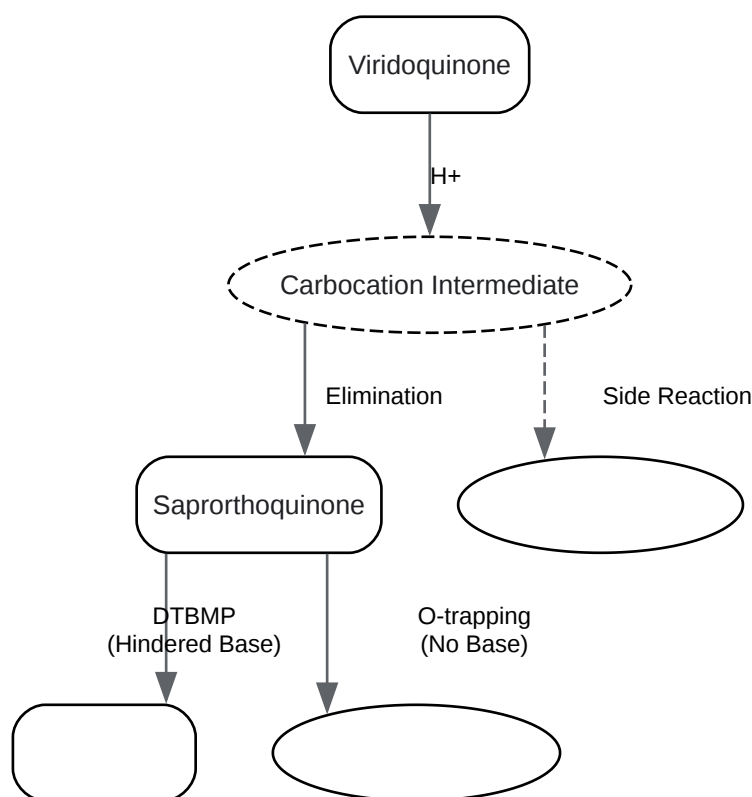 Viridoquinone
H+
Carbocation Intermediate
Elimination
Side Reaction
Saprorthoquinone
DTBMP
(Hindered Base)
O-trapping
(No Base)